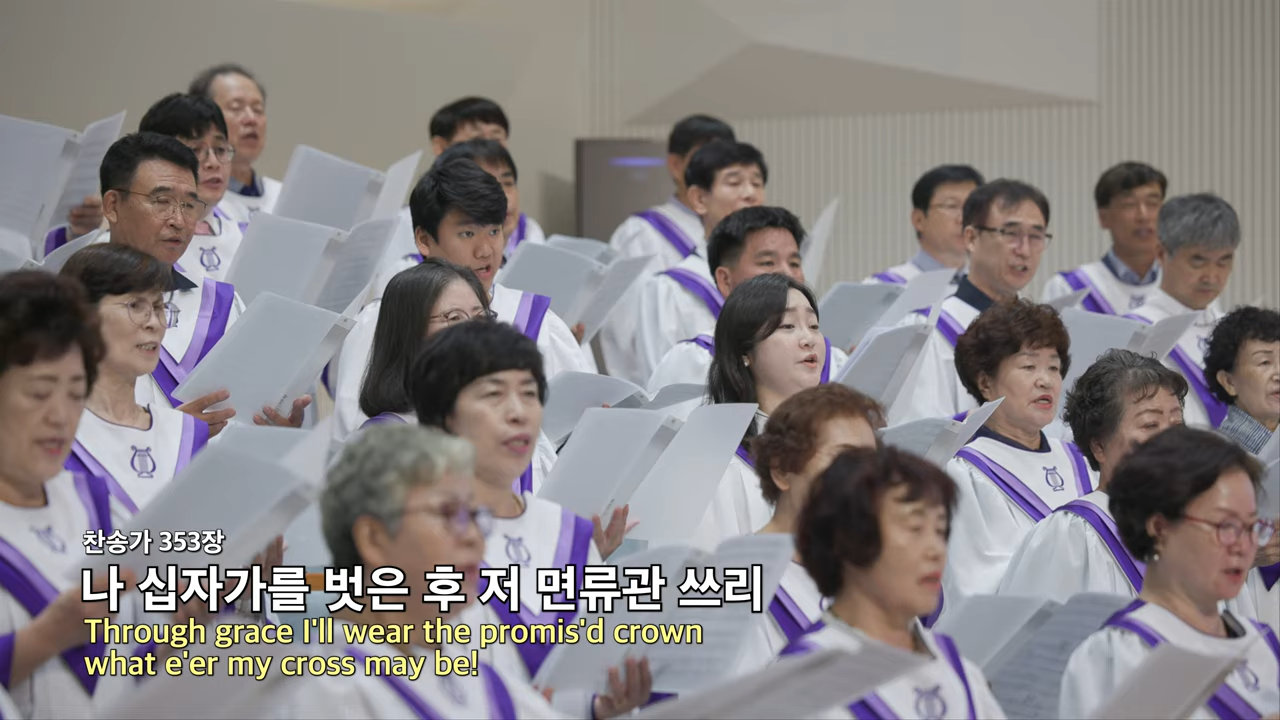 찬송가 353장
나 십자가를 벗은 후 저 면류관 쓰리
Through grace I'll wear the promis'd crown
what e'er my cross may be!